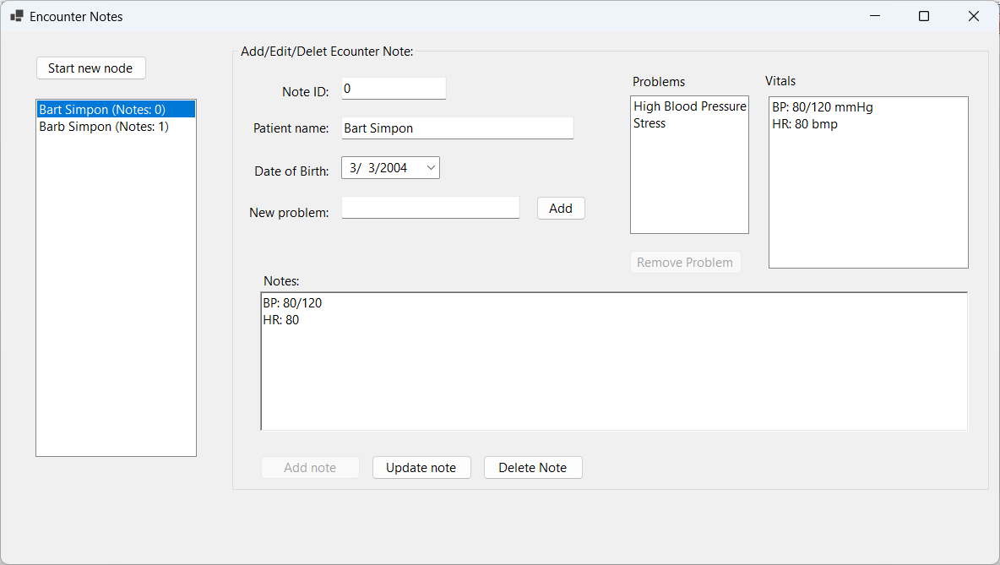 Encounter Notes
Start new node
Bart Simpon (Notes: 0)
Barb Simpon (Notes: 1)
Add/Edit/Delet Ecounter Note:
Note ID: 0
Patient name: Bart Simpon
Date of Birth: 3/ 3/2004
New problem: Add
Problems
High Blood Pressure
Stress
Remove Problem
Vitals
BP: 80/120 mmHg
HR: 80 bmp
Notes:
BP: 80/120
HR: 80
Add note Update note Delete Note